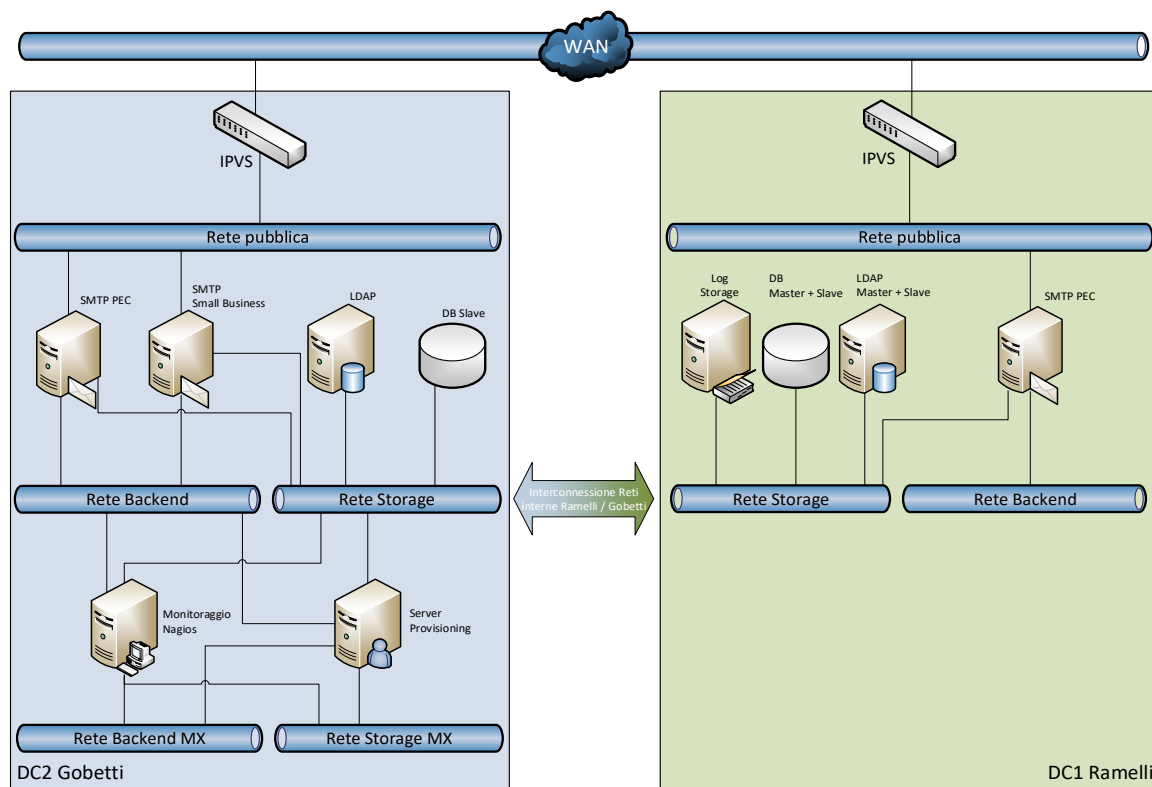 WAN
IPVS
Rete pubblica
SMTP PEC
SMTP
Small Business
LDAP
DB Slave
Rete Backend
Rete Storage
Monitoraggio
Nagios
Server
Provisioning
Rete Backend MX
Rete Storage MX
DC2 Gobetti
Interconnessione Reti
Interne Ramelli / Gobetti
IPVS
Rete pubblica
Log
Storage
DB
Master + Slave
LDAP
Master + Slave
SMTP PEC
Rete Storage
Rete Backend
DC1 Ramelli